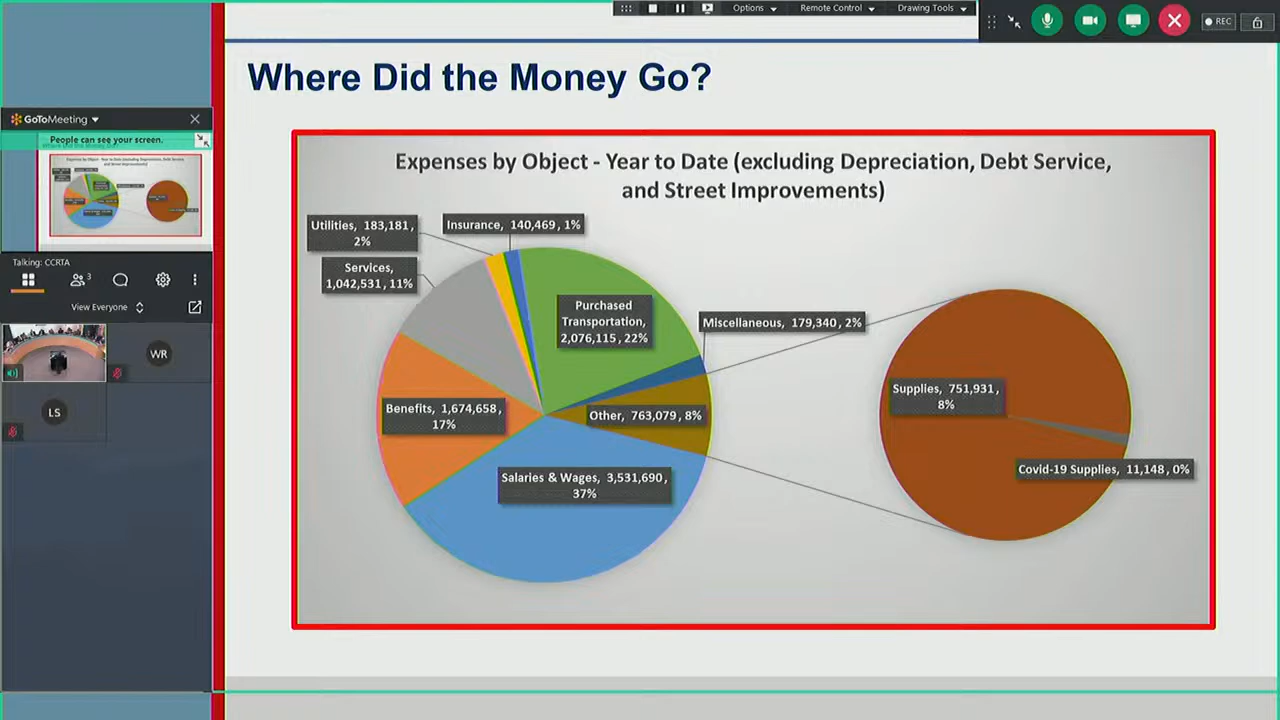 Options
Remote Control
Drawing Tools
REC
Where Did the Money Go?
GoToMeeting
People can see your screen.
Talking: CCRTA
3
View Everyone
WR
LS
Expenses by Object - Year to Date (excluding Depreciation, Debt Service,
and Street Improvements)
Utilities, 183,181,
2%
Insurance, 140,469, 1%
Services,
1,042,531, 11%
Purchased
Transportation,
2,076,115, 22%
Miscellaneous, 179,340, 2%
Benefits, 1,674,658,
17%
Other, 763,079, 8%
Supplies, 751,931,
8%
Salaries & Wages, 3,531,690,
37%
Covid-19 Supplies, 11,148, 0%